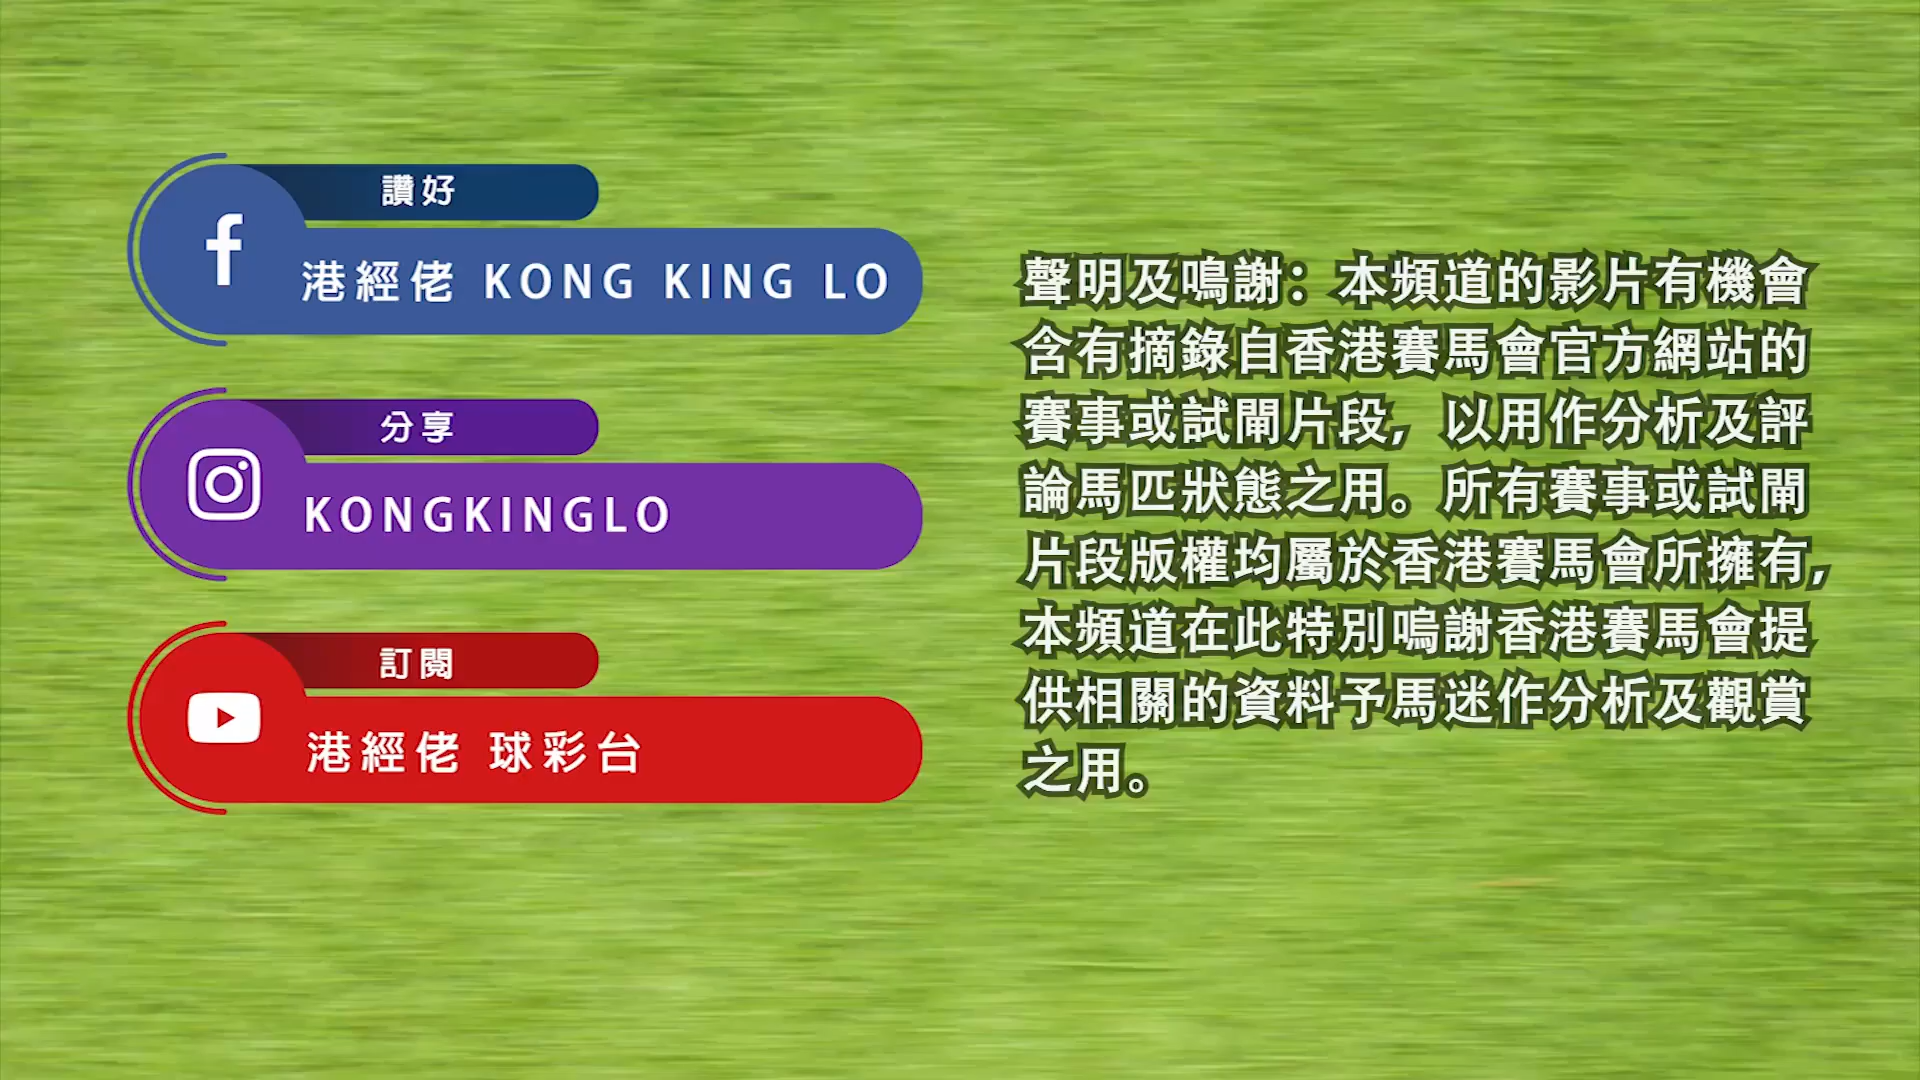 讚好
港經佬 KONG KING LO
分享
KONGKINGLO
訂閱
港經佬 球彩台
聲明及鳴謝：本頻道的影片有機會
含有摘錄自香港賽馬會官方網站的
賽事或試閘片段，以用作分析及評
論馬匹狀態之用。所有賽事或試閘
片段版權均屬於香港賽馬會所擁有，
本頻道在此特別嗚謝香港賽馬會提
供相關的資料予馬迷作分析及觀賞
之用。